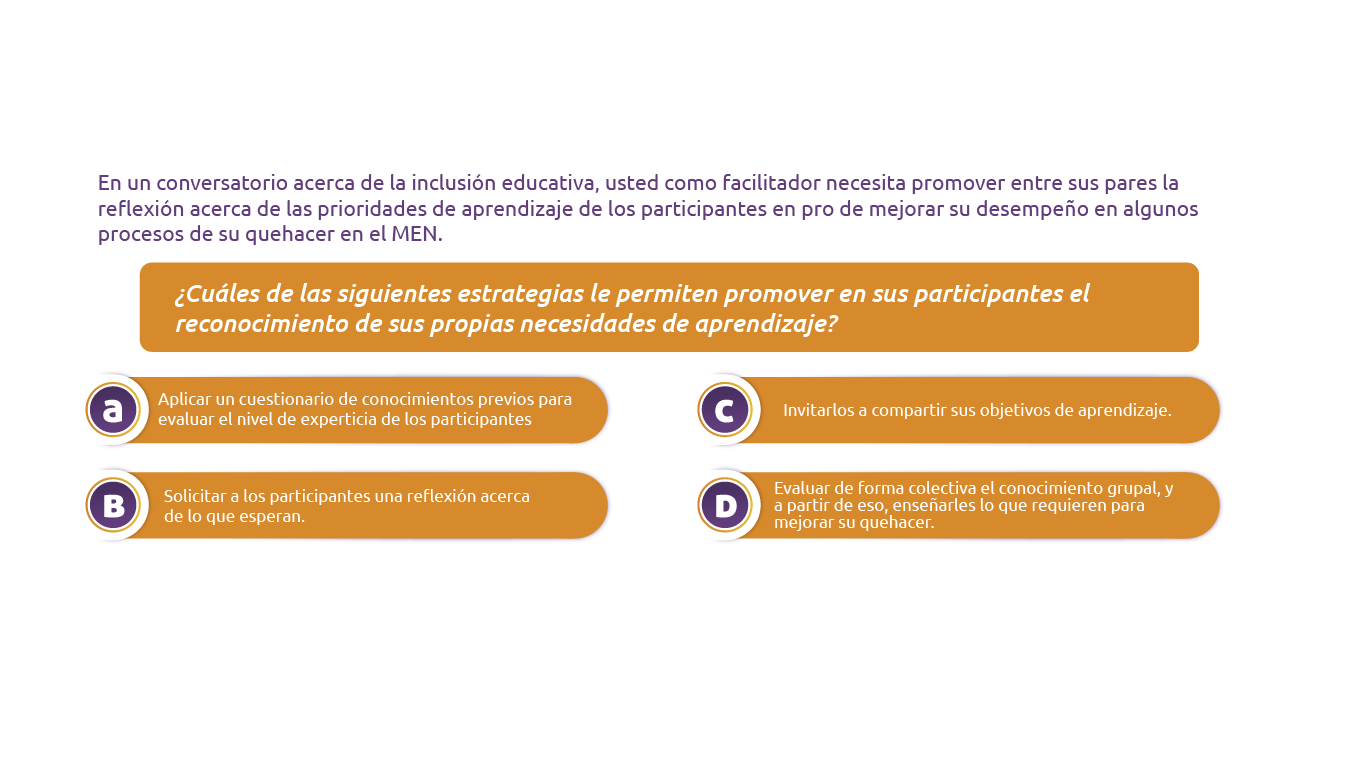 En un conversatorio acerca de la inclusión educativa, usted como facilitador necesita promover entre sus pares la
reflexión acerca de las prioridades de aprendizaje de los participantes en pro de mejorar su desempeño en algunos
procesos de su quehacer en el MEN.
¿Cuáles de las siguientes estrategias le permiten promover en sus participantes el
reconocimiento de sus propias necesidades de aprendizaje?
a
Aplicar un cuestionario de conocimientos previos para
evaluar el nivel de experticia de los participantes
B
Solicitar a los participantes una reflexión acerca
de lo que esperan.
C
Invitarlos a compartir sus objetivos de aprendizaje.
D
Evaluar de forma colectiva el conocimiento grupal, y
a partir de eso, enseñarles lo que requieren para
mejorar su quehacer.